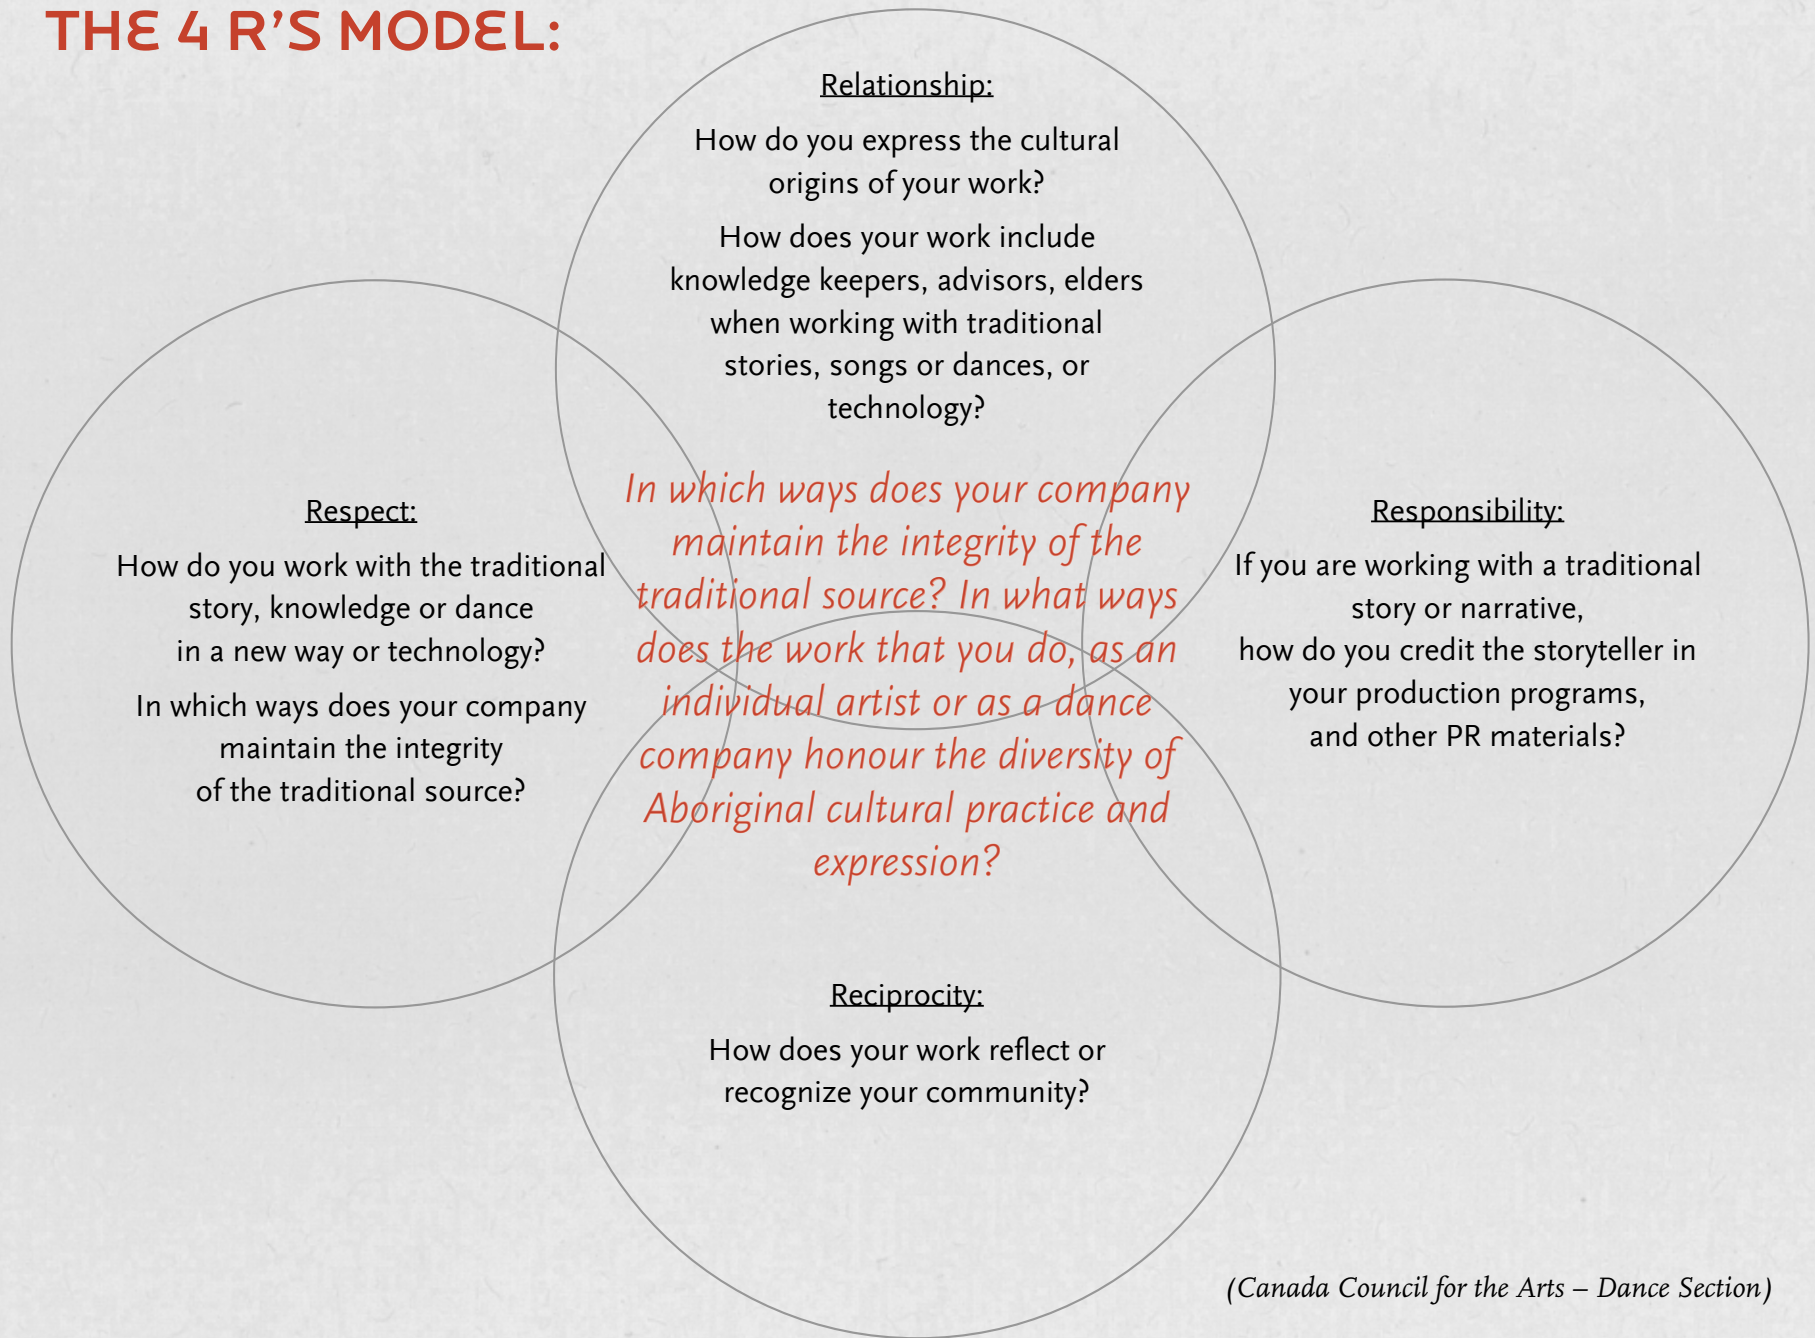 THE 4 R'S MODEL:
Relationship:
How do you express the cultural
origins of your work?
How does your work include
knowledge keepers, advisors, elders
when working with traditional
stories, songs or dances, or
technology?
Respect:
How do you work with the traditional
story, knowledge or dance
in a new way or technology?
In which ways does your company
maintain the integrity
of the traditional source?
In which ways does your company
maintain the integrity of the
traditional source? In what ways
does the work that you do, as an
individual artist or as a dance
company honour the diversity of
Aboriginal cultural practice and
expression?
Responsibility:
If you are working with a traditional
story or narrative,
how do you credit the storyteller in
your production programs,
and other PR materials?
Reciprocity:
How does your work reflect or
recognize your community?
(Canada Council for the Arts – Dance Section)